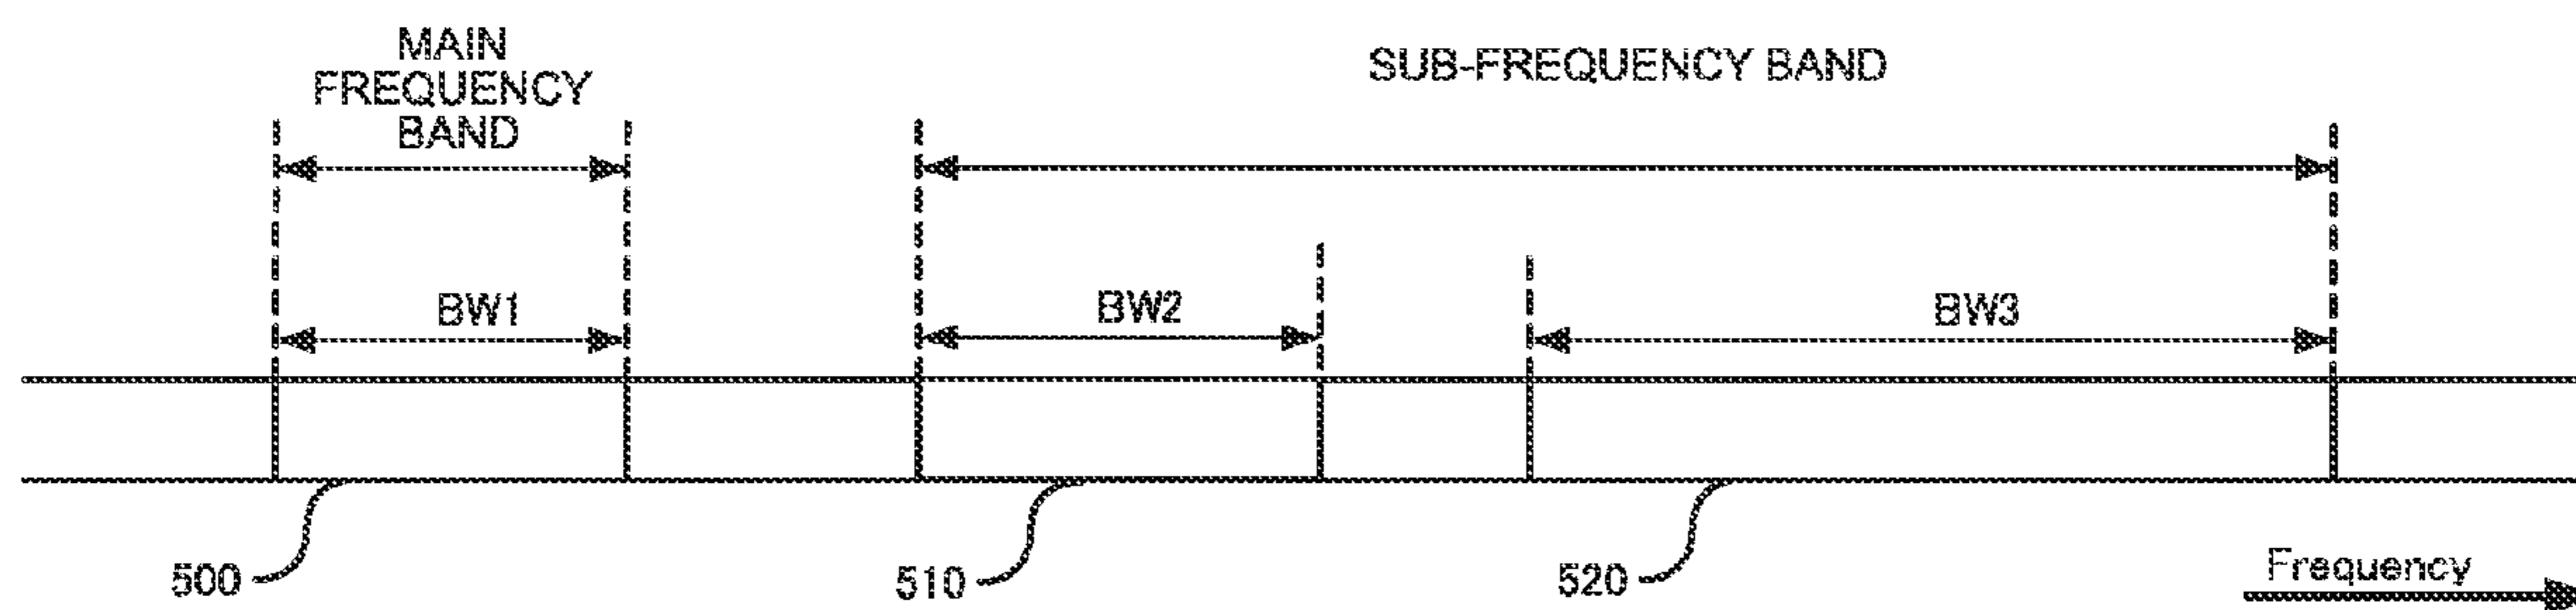 MAIN
FREQUENCY
BAND
SUB-FREQUENCY BAND
BW1
BW2
BW3
500
510
520
Frequency